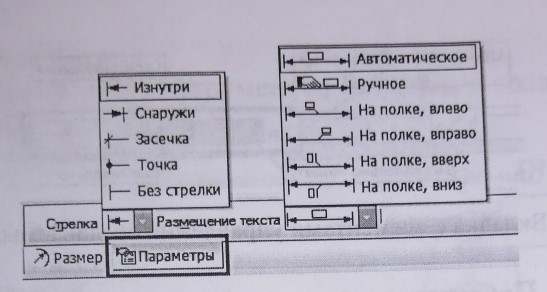 Изнутри
Снаружи
Засечка
Точка
Без стрелки
Автоматическое
Ручное
На полке, влево
На полке, вправо
На полке, вверх
На полке, вниз
Стрелка
Размещение текста
Размер
Параметры